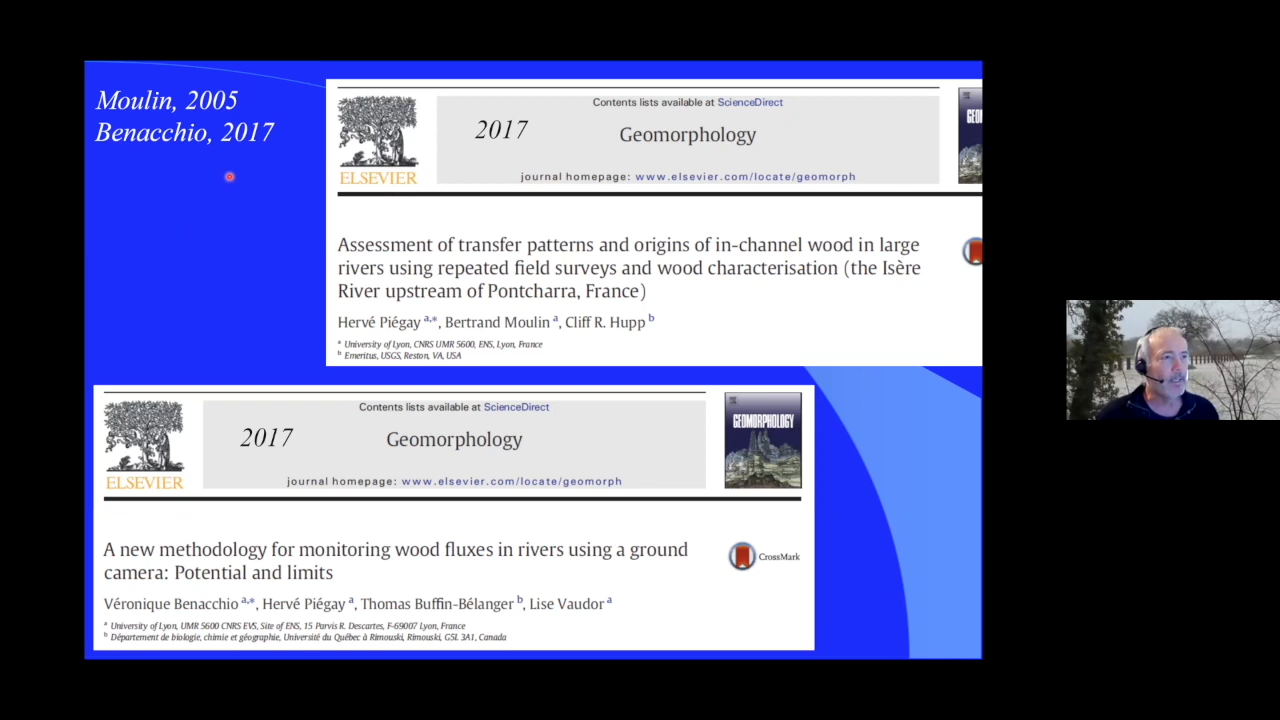 Moulin, 2005
Benacchio, 2017
Contents lists available at ScienceDirect
2017
Geomorphology
ELSEVIER
journal homepage: www.elsevier.com/locate/geomorph
Assessment of transfer patterns and origins of in-channel wood in large
rivers using repeated field surveys and wood characterisation (the Isère
River upstream of Pontcharra, France)
Hervé Piégay a,*, Bertrand Moulin a, Cliff R. Hupp b
a University of Lyon, CNRS UMR 5600, ENS, Lyon, France
b Emeritus, USGS, Reston, VA, USA
Contents lists available at ScienceDirect
2017
Geomorphology
GEOMORPHOLOGY
ELSEVIER
journal homepage: www.elsevier.com/locate/geomorph
A new methodology for monitoring wood fluxes in rivers using a ground
camera: Potential and limits
CrossMark
Véronique Benacchio a,*, Hervé Piégay a, Thomas Buffin-Bélanger b, Lise Vaudor a
a University of Lyon, UMR 5600 CNRS EVS, Site of ENS, 15 Parvis R. Descartes, F-69007 Lyon, France
b Département de biologie, chimie et géographie, Université du Québec à Rimouski, Rimouski, G5L 3A1, Canada